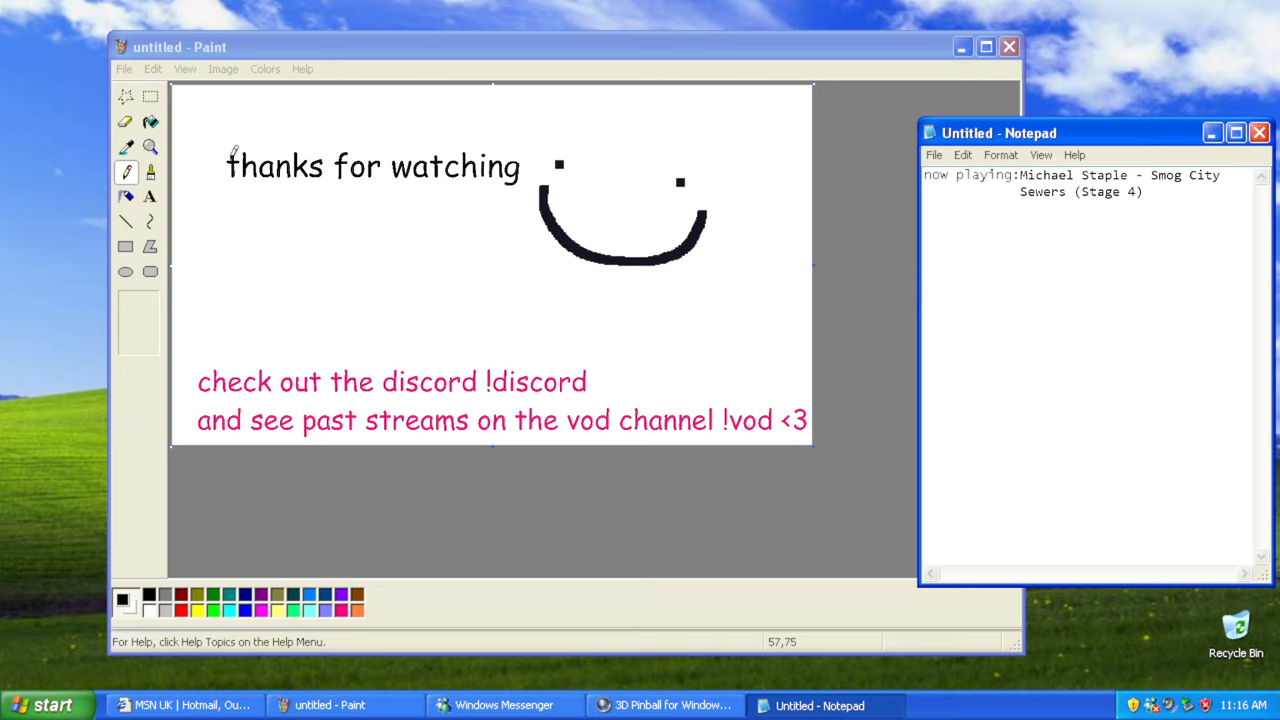 untitled - Paint
File Edit View Image Colors Help
thanks for watching
check out the discord !discord
and see past streams on the vod channel !vod <3
For Help, click Help Topics on the Help Menu.
57,75
Untitled - Notepad
File Edit Format View Help
now playing:Michael Staple - Smog City
Sewers (Stage 4)
Recycle Bin
start
MSN UK | Hotmail, Ou...
untitled - Paint
Windows Messenger
3D Pinball for Window...
Untitled - Notepad
11:16 AM